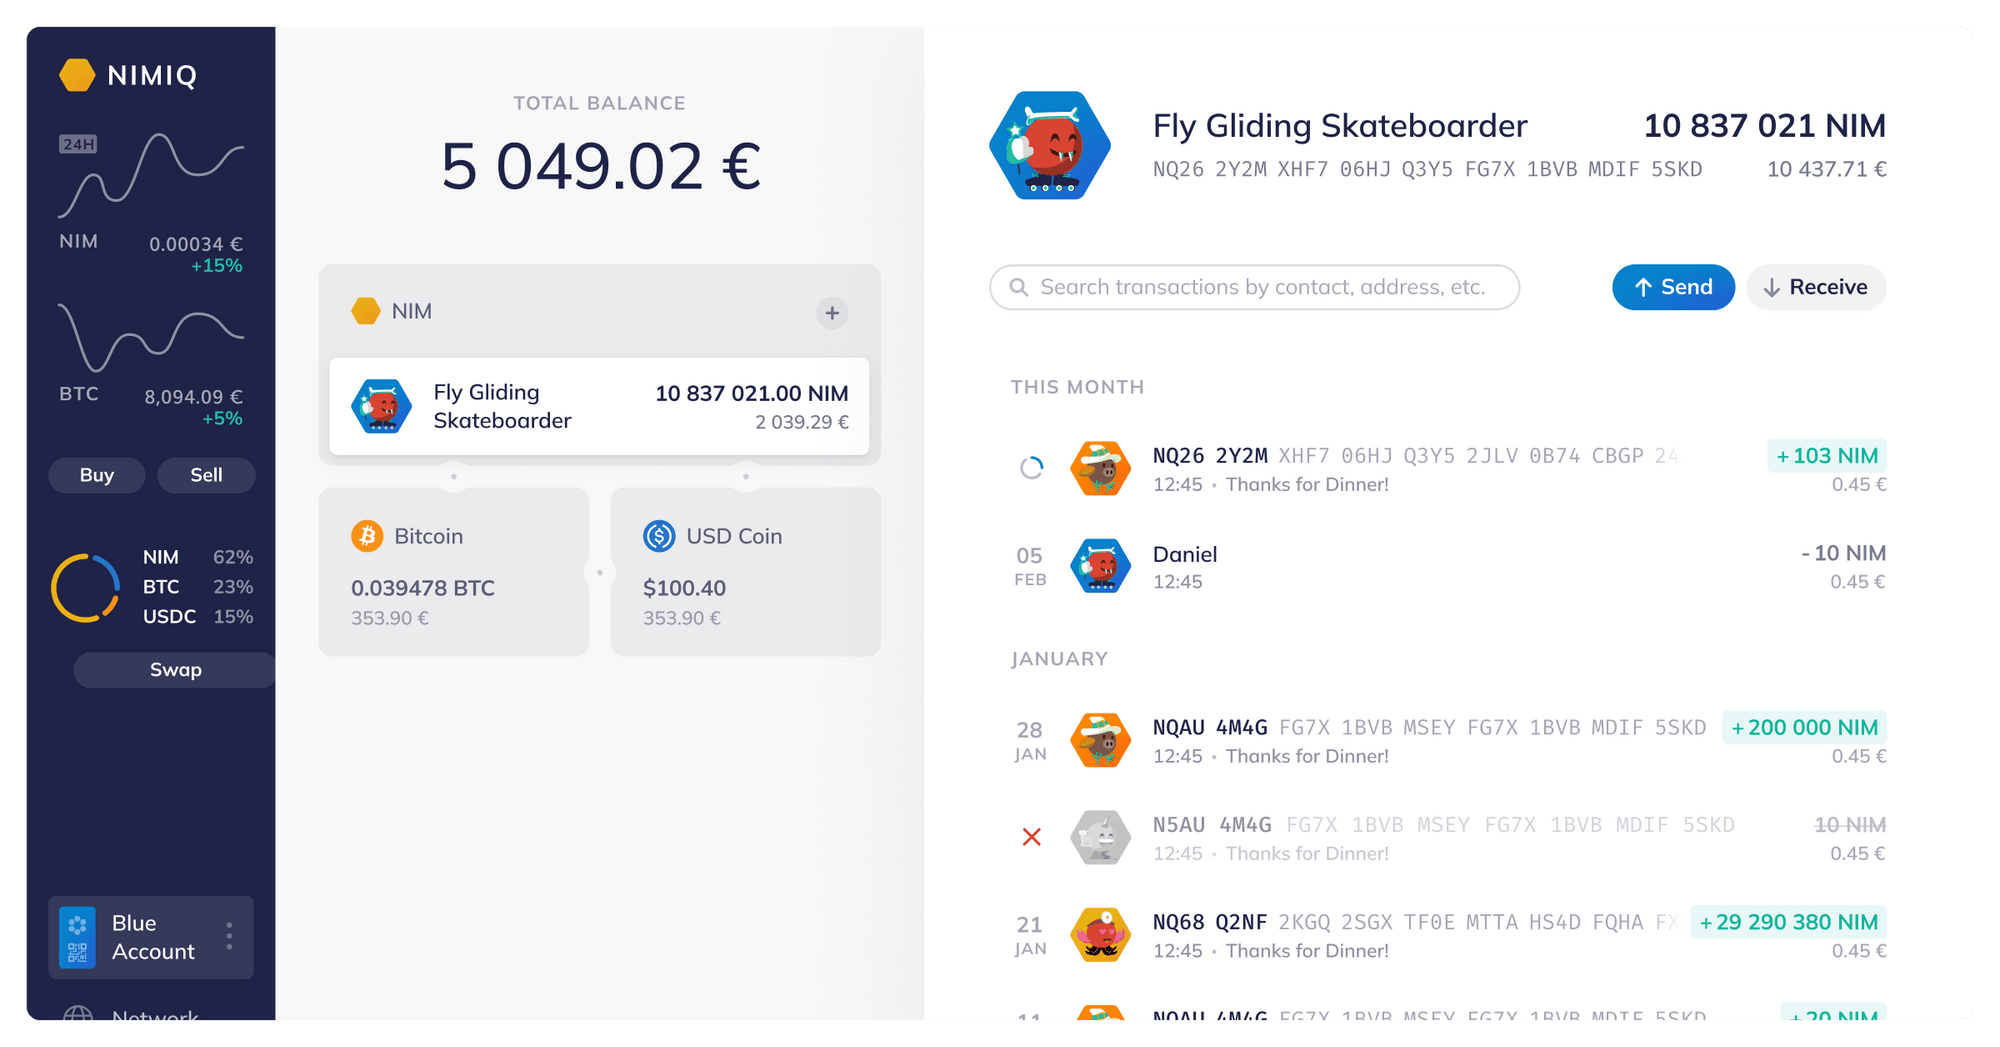 NIMIQ
24H
NIM 0.00034 €
+15%
BTC 8,094.09 €
+5%
Buy Sell
NIM 62%
BTC 23%
USDC 15%
Swap
Blue
Account
Network
TOTAL BALANCE
5 049.02 €
NIM
Fly Gliding
Skateboarder
10 837 021.00 NIM
2 039.29 €
Bitcoin
0.039478 BTC
353.90 €
USD Coin
$100.40
353.90 €
Fly Gliding Skateboarder 10 837 021 NIM
NQ26 2Y2M XHF7 06HJ Q3Y5 FG7X 1BVB MDIF 5SKD 10 437.71 €
Search transactions by contact, address, etc. Send Receive
THIS MONTH
NQ26 2Y2M XHF7 06HJ Q3Y5 2JLV 0B74 CBGP 24 +103 NIM
12:45 • Thanks for Dinner! 0.45 €
05 Daniel -10 NIM
FEB 12:45 0.45 €
JANUARY
28 NQAU 4M4G FG7X 1BVB MSEY FG7X 1BVB MDIF 5SKD +200 000 NIM
JAN 12:45 • Thanks for Dinner! 0.45 €
N5AU 4M4G FG7X 1BVB MSEY FG7X 1BVB MDIF 5SKD 10 NIM
12:45 • Thanks for Dinner! 0.45 €
21 NQ68 Q2NF 2KGQ 2SGX TF0E MTTA HS4D FQHA FX +29 290 380 NIM
JAN 12:45 • Thanks for Dinner! 0.45 €
11 NQAU 4M4G FG7X 1BVB MSEY FG7X 1BVB MDIF 5SKD +20 NIM